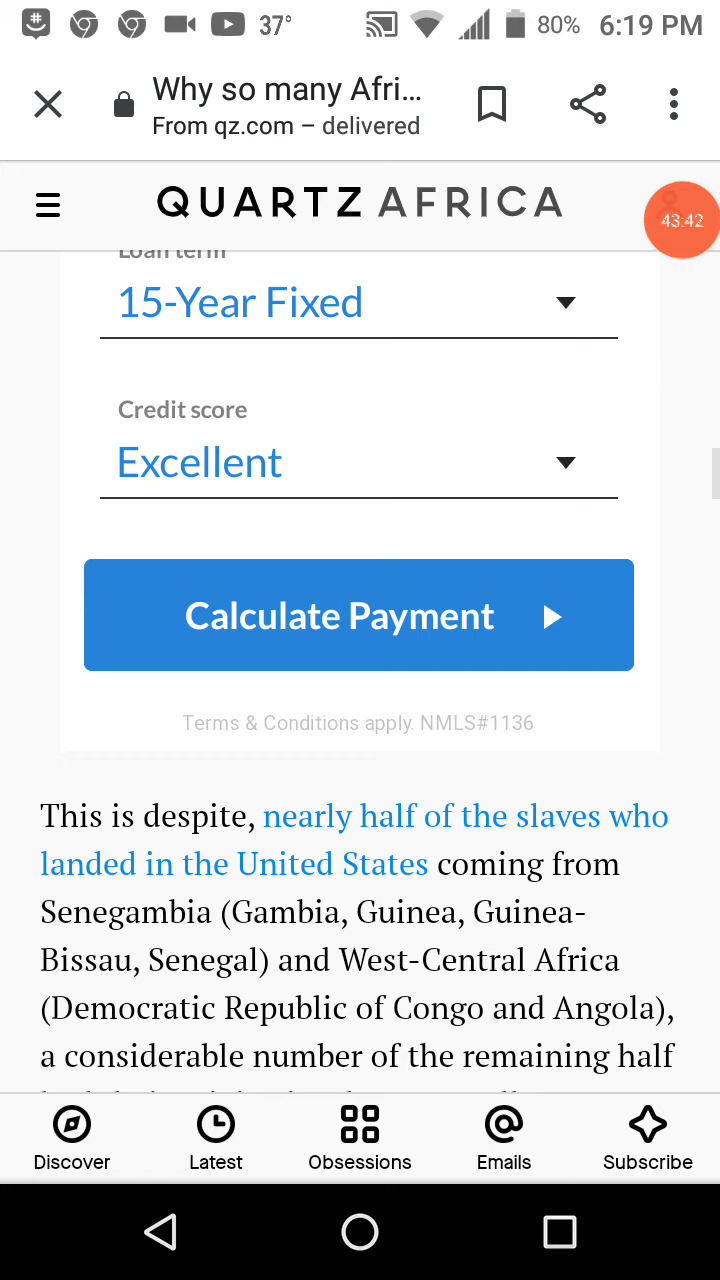 37° 80% 6:19 PM
Why so many Afri...
From qz.com – delivered
QUARTZ AFRICA
43:42
Loan term
15-Year Fixed
Credit score
Excellent
Calculate Payment
Terms & Conditions apply. NMLS#1136
This is despite, nearly half of the slaves who
landed in the United States coming from
Senegambia (Gambia, Guinea, Guinea-
Bissau, Senegal) and West-Central Africa
(Democratic Republic of Congo and Angola),
a considerable number of the remaining half
Discover Latest Obsessions Emails Subscribe